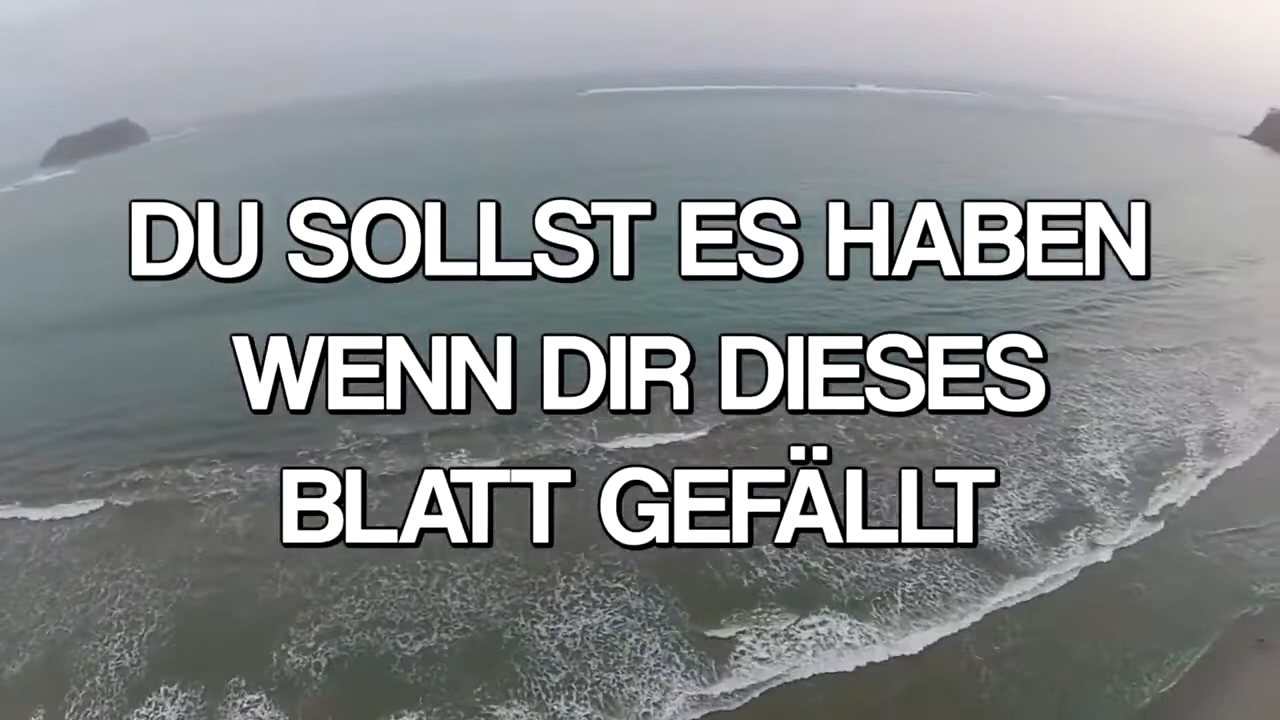 DU SOLLST ES HABEN
WENN DIR DIESES
BLATT GEFÄLLT